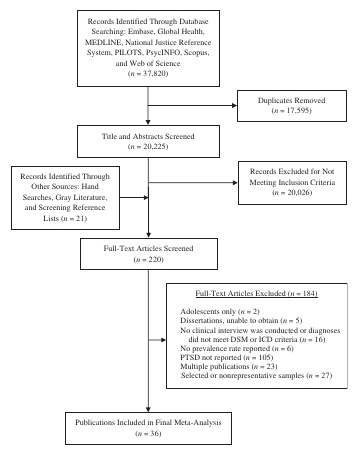 Records Identified Through Database
Searching: Embase, Global Health,
MEDLINE, National Justice Reference
System, PILOTS, PsycINFO, Scopus,
and Web of Science
(n = 37,820)
Duplicates Removed
(n = 17,595)
Title and Abstracts Screened
(n = 20,225)
Records Identified Through
Other Sources: Hand
Searches, Gray Literature,
and Screening Reference
Lists (n = 21)
Records Excluded for Not
Meeting Inclusion Criteria
(n = 20,026)
Full-Text Articles Screened
(n = 220)
Full-Text Articles Excluded (n = 184)
Adolescents only (n = 2)
Dissertations, unable to obtain (n = 5)
No clinical interview was conducted or diagnoses
did not meet DSM or ICD criteria (n = 16)
No prevalence rate reported (n = 6)
PTSD not reported (n = 105)
Multiple publications (n = 23)
Selected or nonrepresentative samples (n = 27)
Publications Included in Final Meta-Analysis
(n = 36)